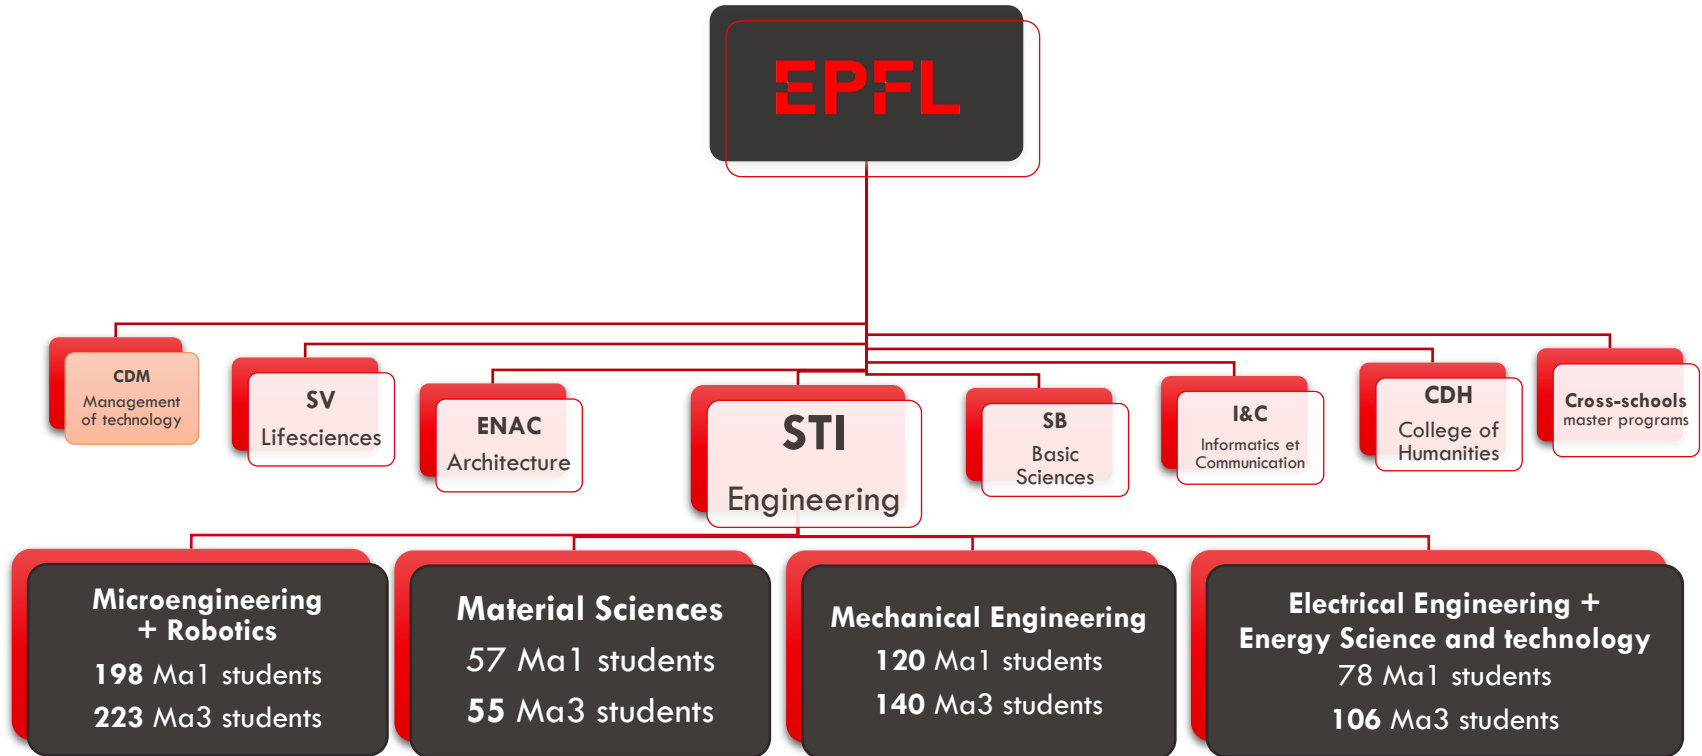 EPFL
CDM
Management
of technology
SV
Lifesciences
ENAC
Architecture
STI
Engineering
SB
Basic
Sciences
I&C
Informatics et
Communication
CDH
College of
Humanities
Cross-schools
master programs
Microengineering
+ Robotics
198 Ma1 students
223 Ma3 students
Material Sciences
57 Ma1 students
55 Ma3 students
Mechanical Engineering
120 Ma1 students
140 Ma3 students
Electrical Engineering +
Energy Science and technology
78 Ma1 students
106 Ma3 students